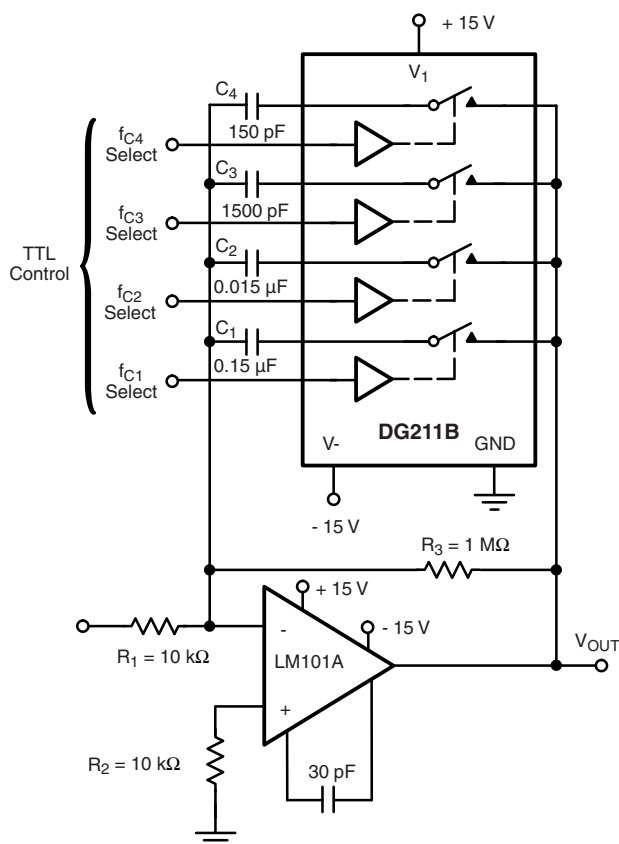 + 15 V
V1
C4
150 pF
fC4
Select
C3
1500 pF
fC3
Select
C2
0.015 µF
fC2
Select
C1
0.15 µF
fC1
Select
TTL
Control
DG211B
V-
GND
- 15 V
R3 = 1 MΩ
+ 15 V
- 15 V
-
LM101A
+
R1 = 10 kΩ
VOUT
R2 = 10 kΩ
30 pF